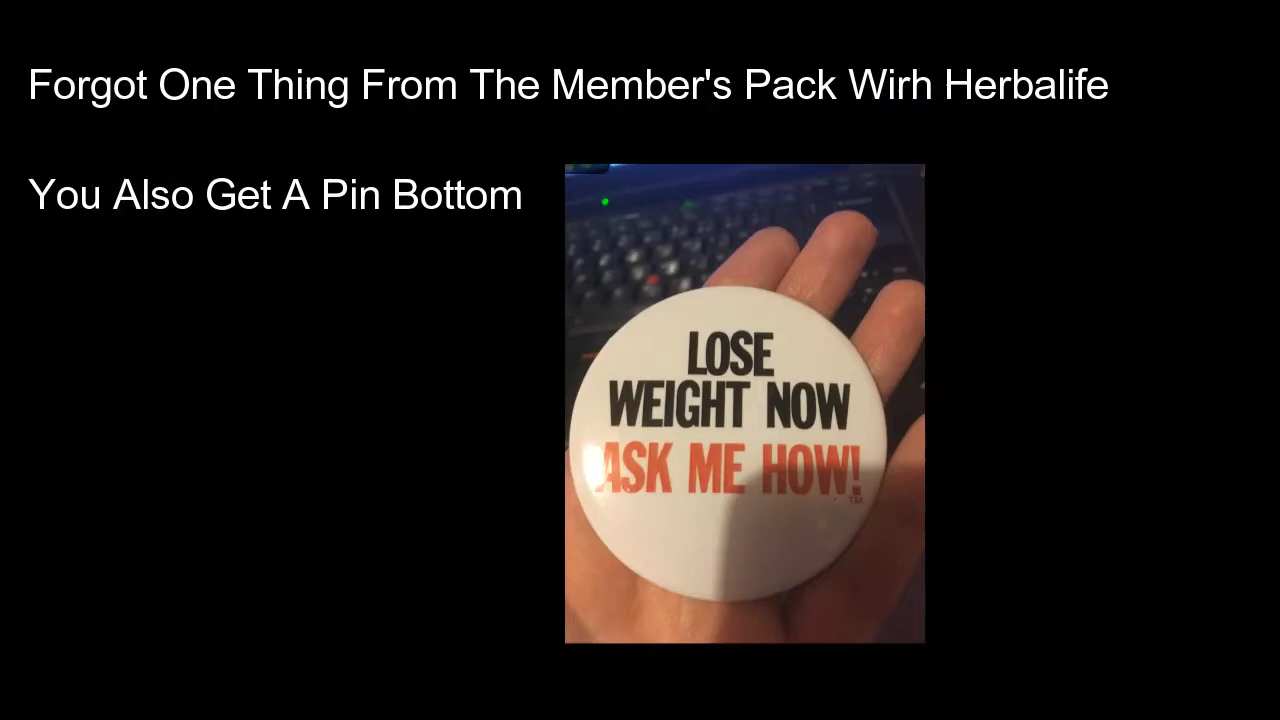 Forgot One Thing From The Member's Pack Wirh Herbalife
You Also Get A Pin Bottom
LOSE
WEIGHT NOW
ASK ME HOW!
TM